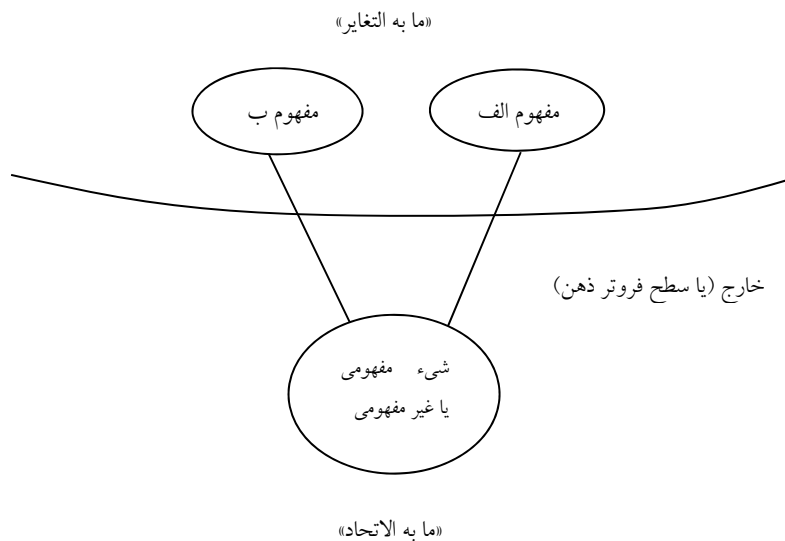 «ما به التغایر»
مفهوم الف
مفهوم ب
خارج (یا سطح فروتر ذهن)
شیء مفهومی
یا غیر مفهومی
«ما به الاتحاد»